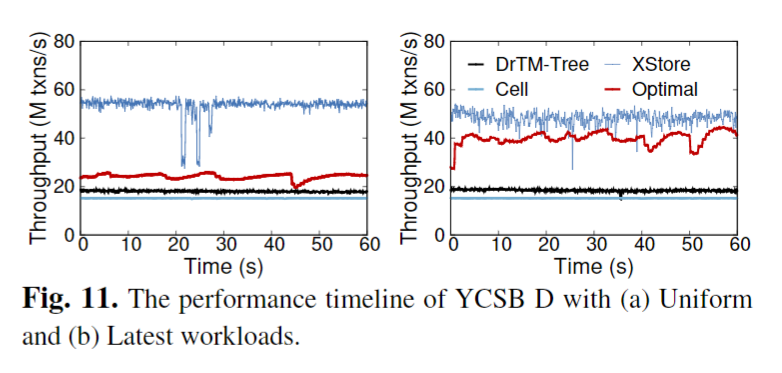 80
60
40
20
0
0 10 20 30 40 50 60
Throughput (M txns/s)
Time (s)
80
60
40
20
0
0 10 20 30 40 50 60
Throughput (M txns/s)
Time (s)
DrTM-Tree XStore
Cell Optimal
Fig. 11. The performance timeline of YCSB D with (a) Uniform
and (b) Latest workloads.